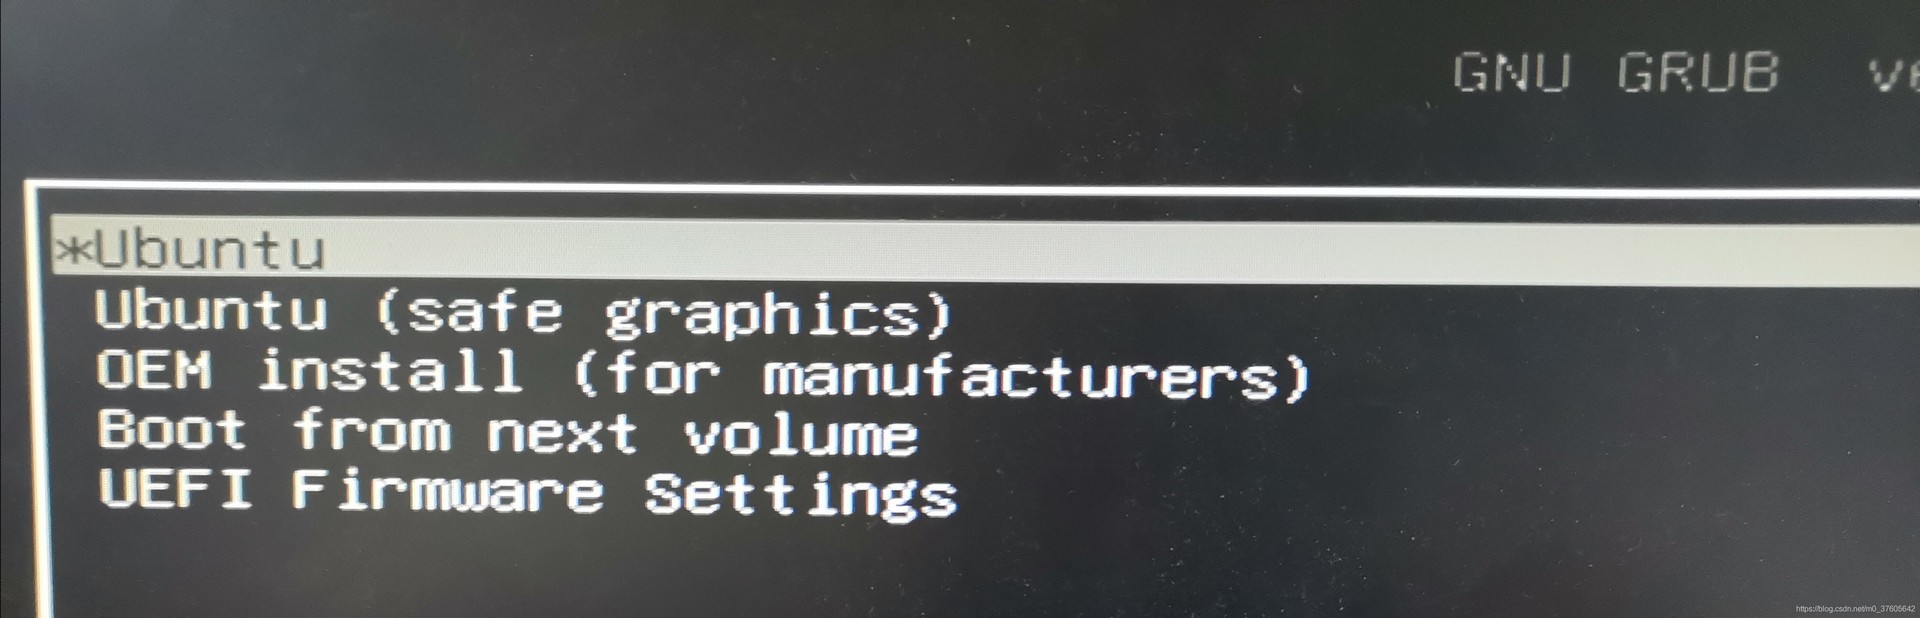 GNU GRUB
*Ubuntu
Ubuntu (safe graphics)
OEM install (for manufacturers)
Boot from next volume
UEFI Firmware Settings
https://blog.csdn.net/m0_37605642